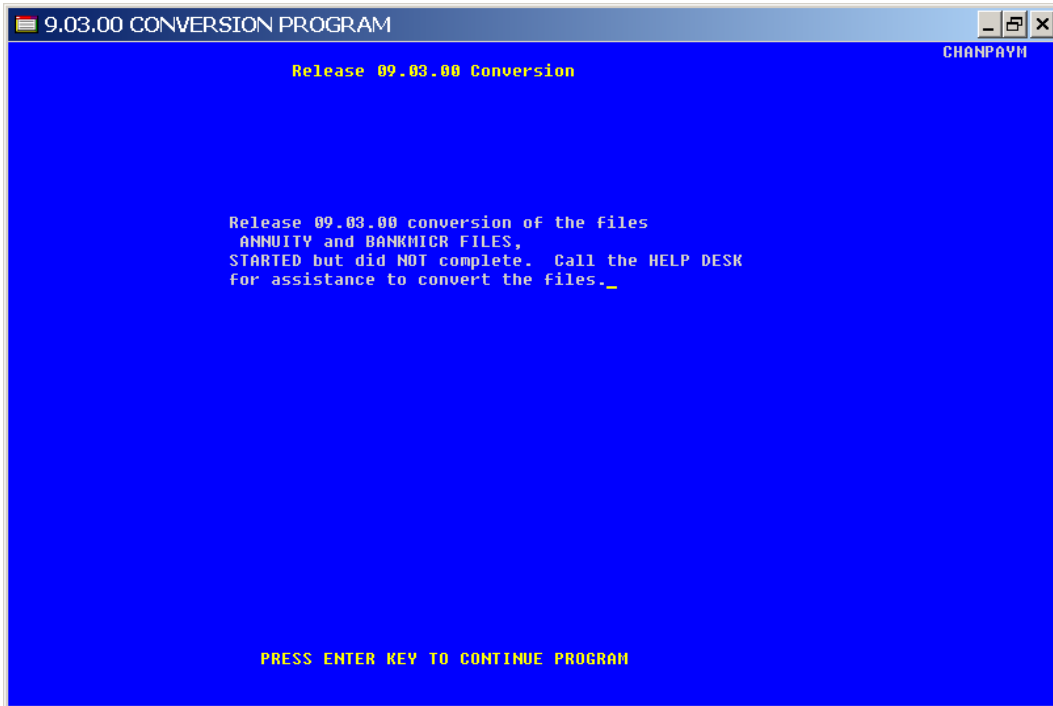 9.03.00 CONVERSION PROGRAM
CHANPAYM
Release 09.03.00 Conversion
Release 09.03.00 conversion of the files
ANNUITY and BANKMICR FILES,
STARTED but did NOT complete.  Call the HELP DESK
for assistance to convert the files._
PRESS ENTER KEY TO CONTINUE PROGRAM